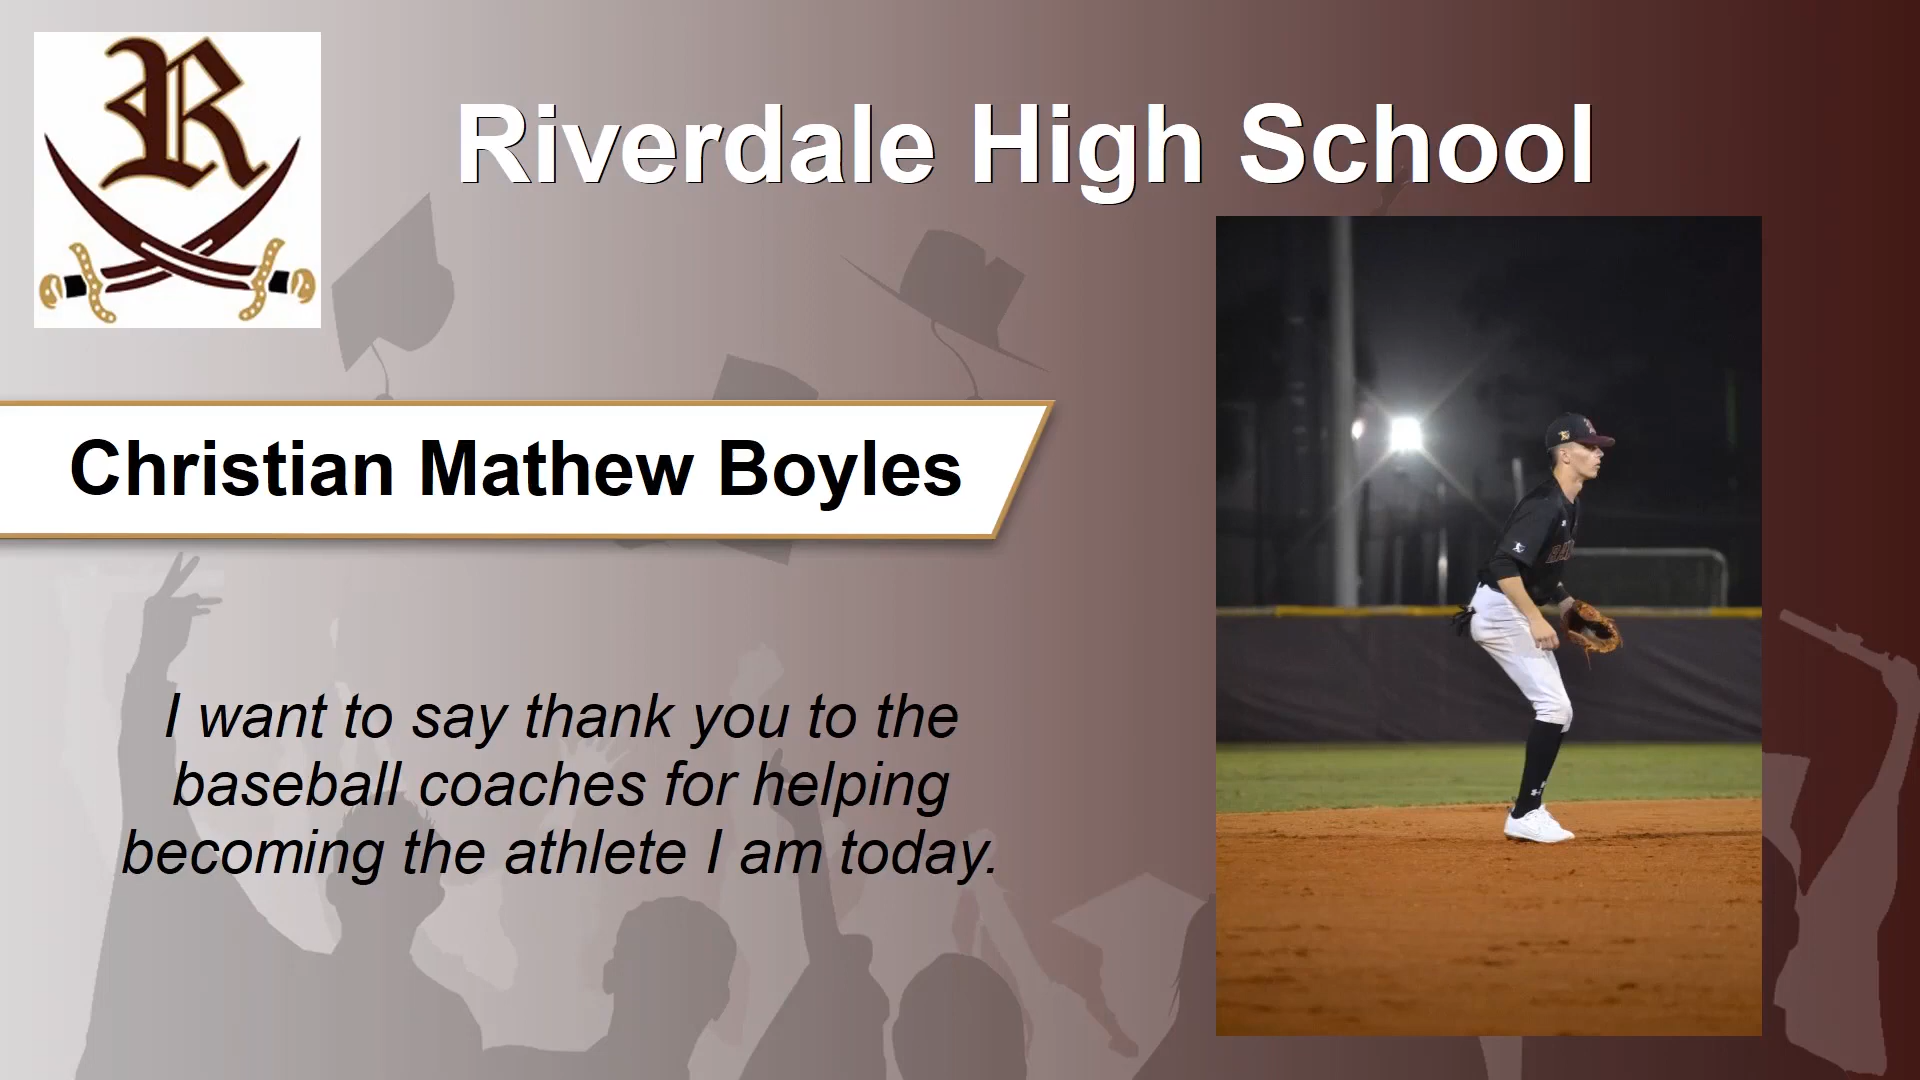 R
Riverdale High School
Christian Mathew Boyles
I want to say thank you to the
baseball coaches for helping
becoming the athlete I am today.